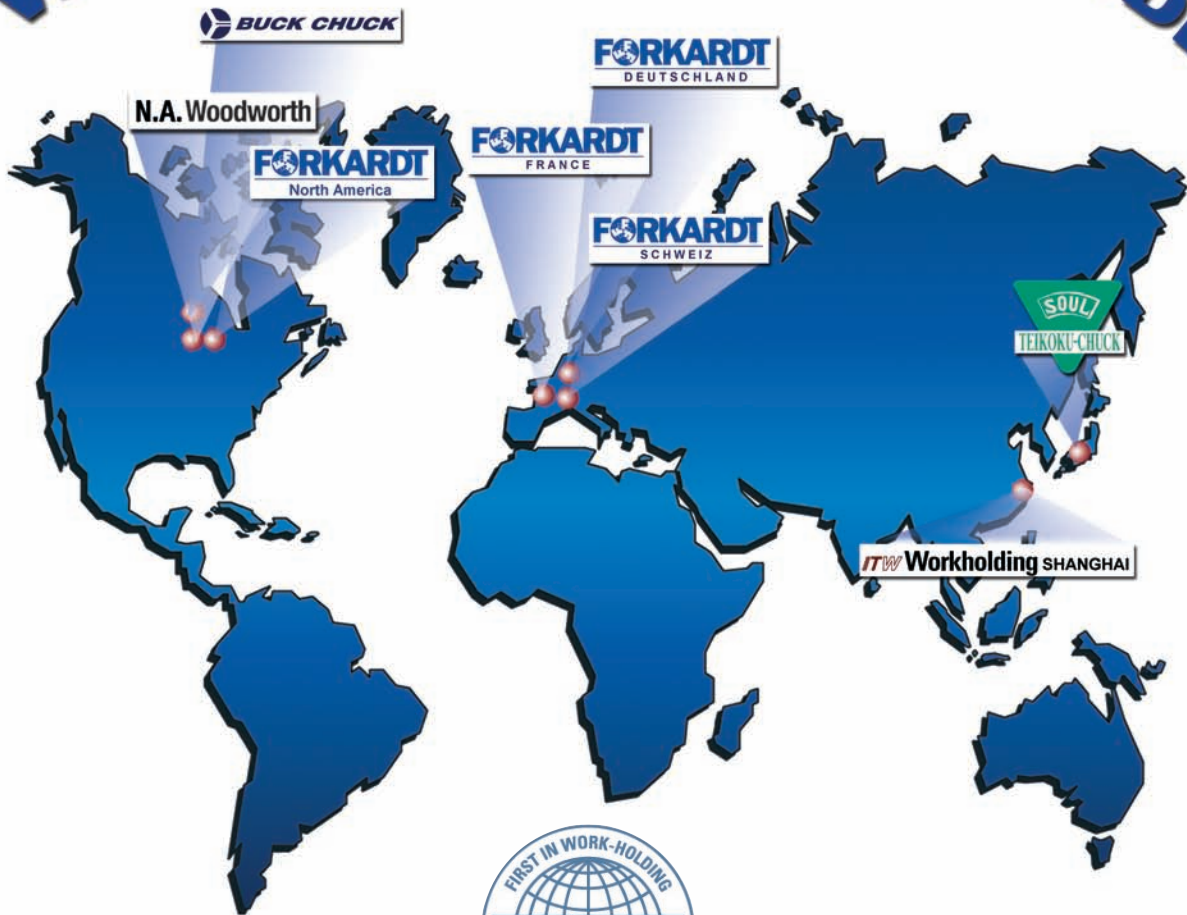 BUCK CHUCK
FORKARDT
DEUTSCHLAND
N.A. Woodworth
FORKARDT
FRANCE
FORKARDT
North America
FORKARDT
SCHWEIZ
SOUL
TEIKOKU-CHUCK
ITW Workholding SHANGHAI
FIRST IN WORK-HOLDING